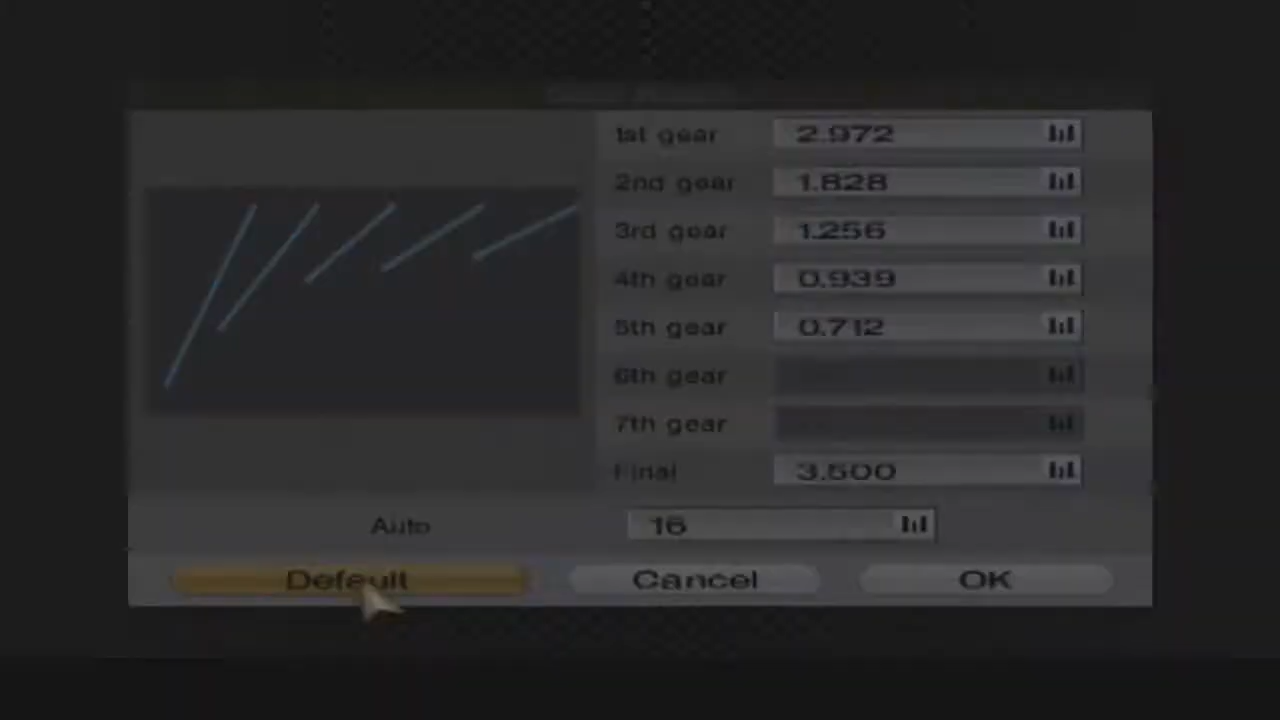 1st gear 2.972
2nd gear 1.828
3rd gear 1.256
4th gear 0.939
5th gear 0.712
6th gear
7th gear
Final 3.500
Auto 16
Default Cancel OK